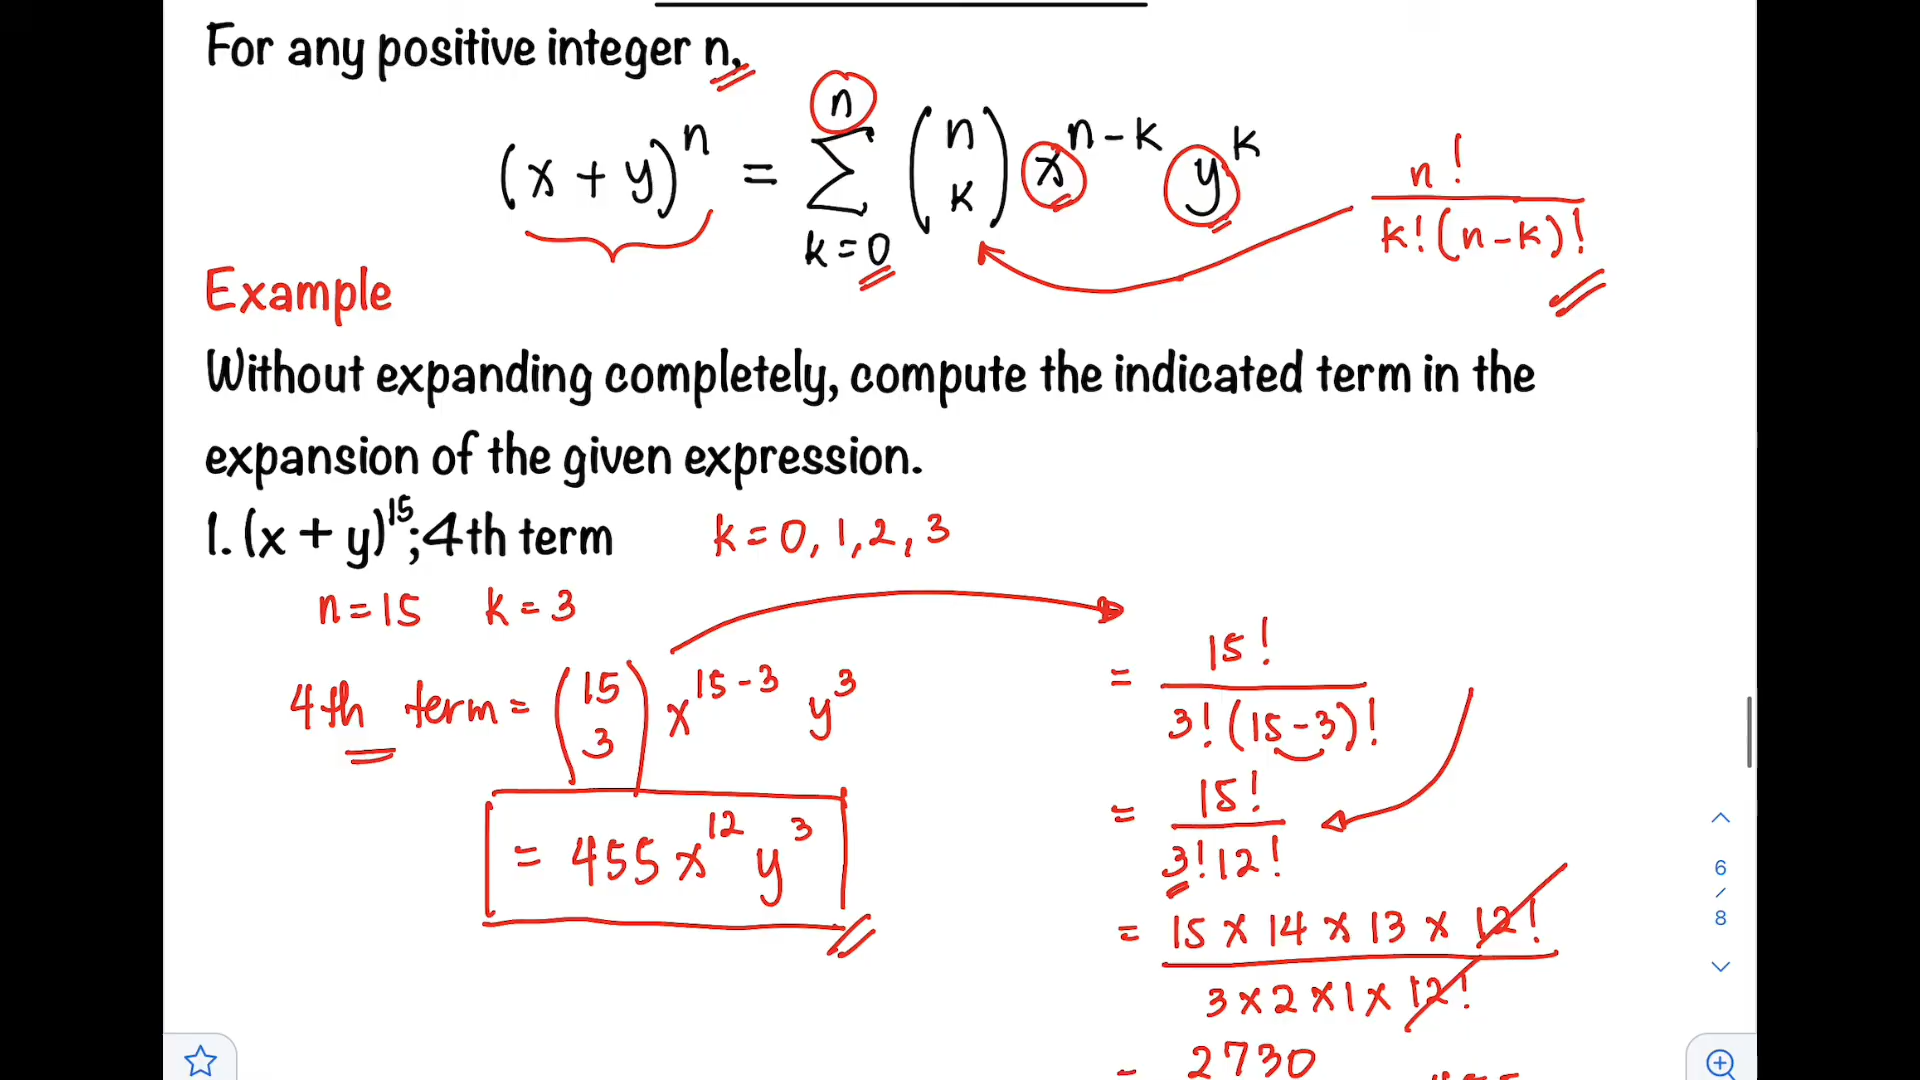 For any positive integer n,
(x + y)^n = Σ_{k=0}^{n} (n k) x^{n-k} y^k
n! / k!(n-k)!
Example
Without expanding completely, compute the indicated term in the
expansion of the given expression.
1. (x + y)^15; 4th term k = 0, 1, 2, 3
n = 15 k = 3
4th term = (15 3) x^{15-3} y^3
= 455 x^12 y^3
= 15! / 3!(15-3)!
= 15! / 3! 12!
= 15 × 14 × 13 × 12! / 3 × 2 × 1 × 12!
= 2730
6
/
8